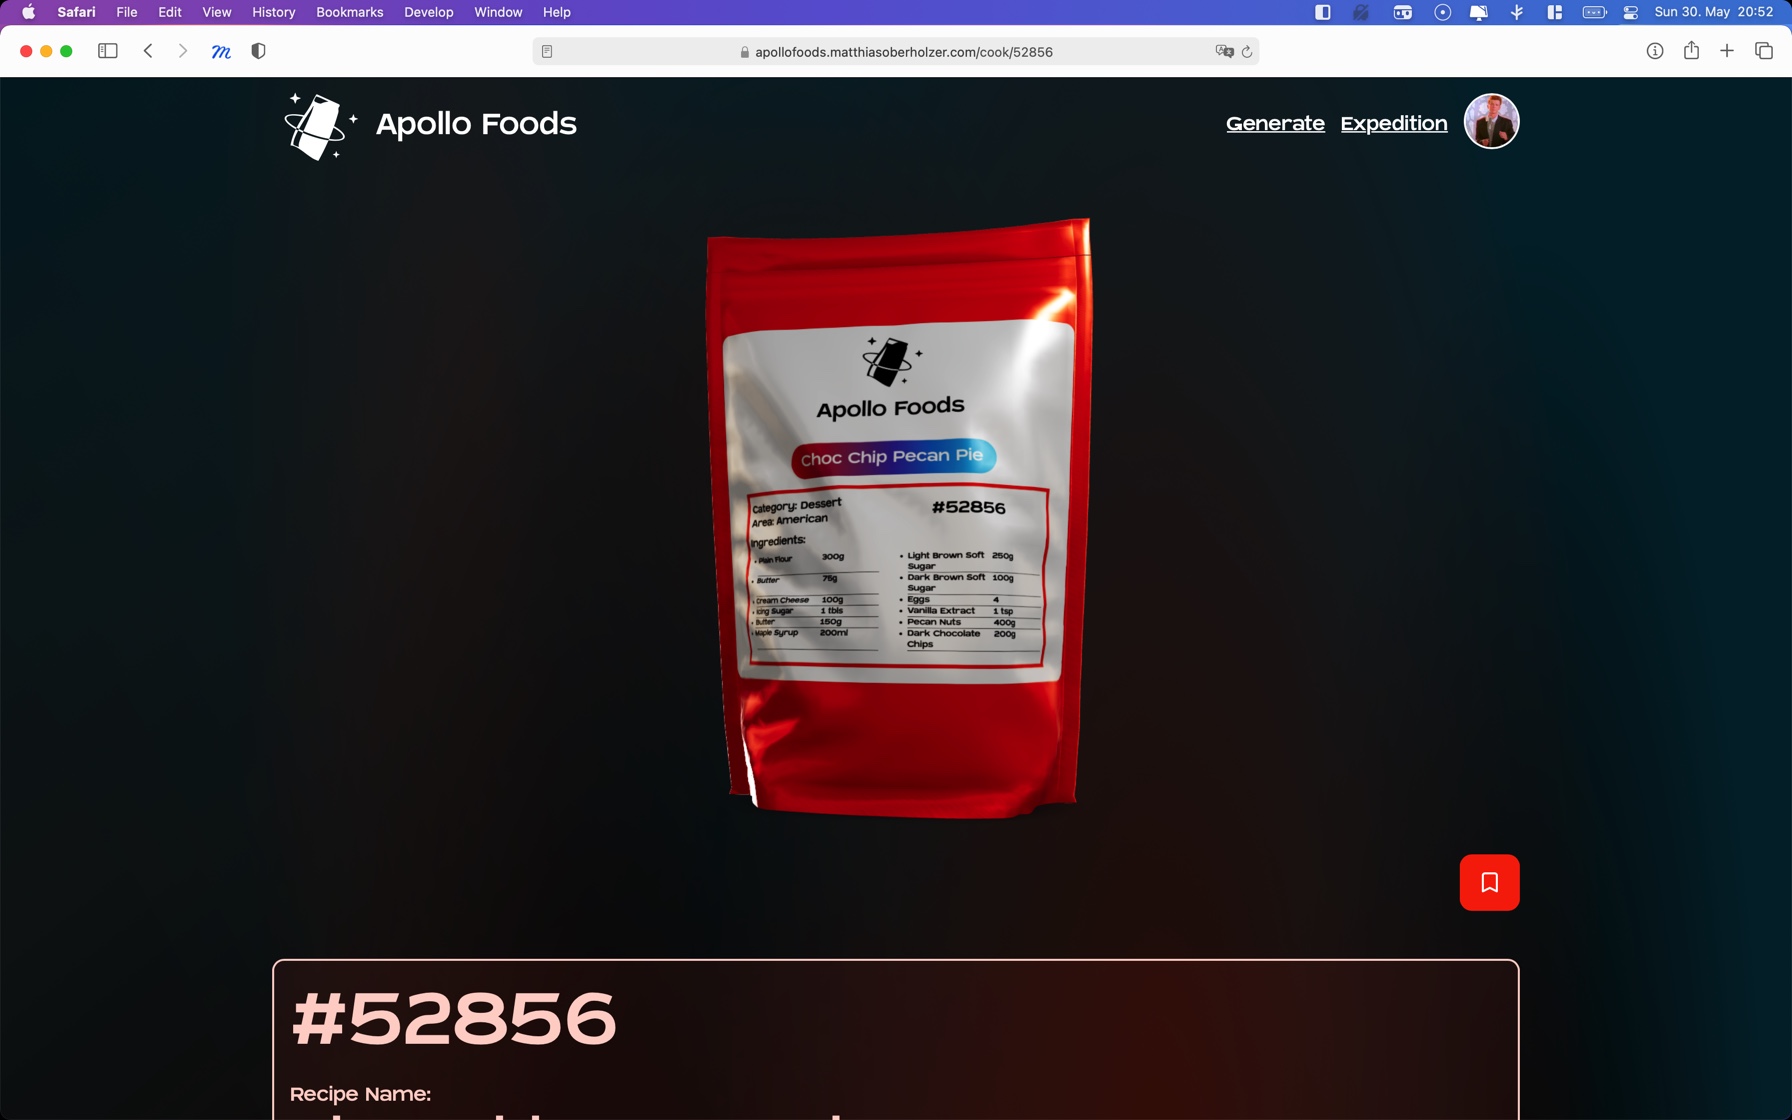 Safari File Edit View History Bookmarks Develop Window Help Sun 30. May 20:52
apollofoods.matthiasoberholzer.com/cook/52856
Apollo Foods
Generate Expedition
Apollo Foods
Choc Chip Pecan Pie
Category: Dessert
Area: American
#52856
Ingredients:
• Plain Flour 300g
• Butter 75g
• Cream Cheese 100g
• Icing Sugar 1 tbls
• Butter 150g
• Maple Syrup 200ml
• Light Brown Soft 250g
Sugar
• Dark Brown Soft 100g
Sugar
• Eggs 4
• Vanilla Extract 1 tsp
• Pecan Nuts 400g
• Dark Chocolate 200g
Chips
#52856
Recipe Name: